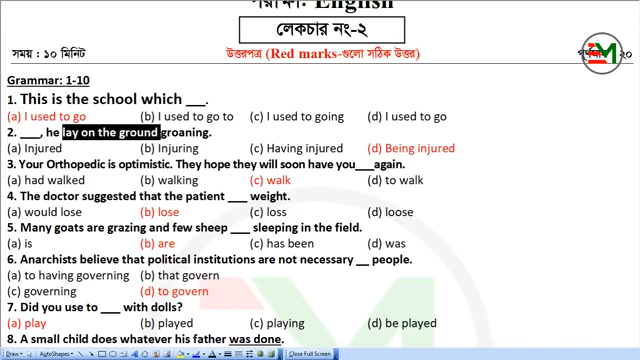 পরীক্ষা: English
লেকচার নং-২
উত্তরপত্র (Red marks-গুলো সঠিক উত্তর)
সময় : ১০ মিনিট
২০
Grammar: 1-10
1. This is the school which ___.
(a) I used to go (b) I used to go to (c) I used to going (d) I used to go
2. ___, he lay on the ground groaning.
(a) Injured (b) Injuring (c) Having injured (d) Being injured
3. Your Orthopedic is optimistic. They hope they will soon have you___again.
(a) had walked (b) walking (c) walk (d) to walk
4. The doctor suggested that the patient ___ weight.
(a) would lose (b) lose (c) loss (d) loose
5. Many goats are grazing and few sheep ___ sleeping in the field.
(a) is (b) are (c) has been (d) was
6. Anarchists believe that political institutions are not necessary __ people.
(a) to having governing (b) that govern
(c) governing (d) to govern
7. Did you use to ___ with dolls?
(a) play (b) played (c) playing (d) be played
8. A small child does whatever his father was done.
Draw AutoShapes Close Full Screen